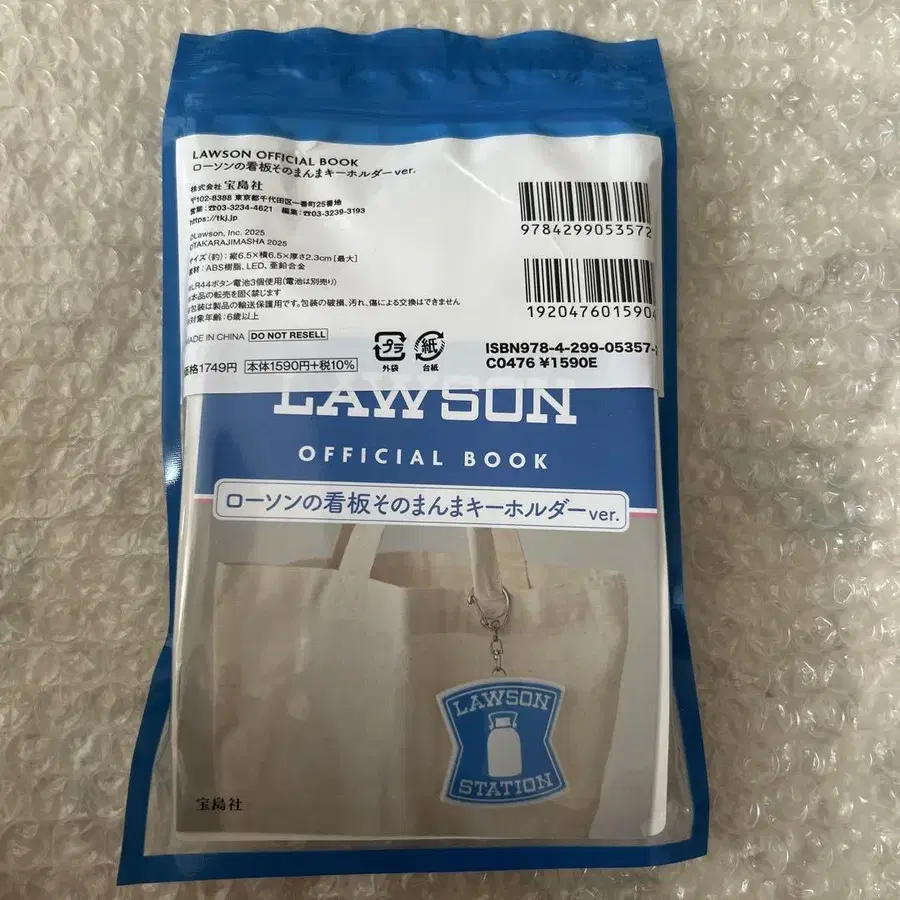 LAWSON OFFICIAL BOOK
ローソンの看板そのまんまキーホルダー ver.
株式会社 宝島社
〒102-8388 東京都千代田区一番町25番地
営業:☎03-3234-4621 編集:☎03-3239-3193
https://tkj.jp
©Lawson, Inc. 2025
©TAKARAJIMASHA 2025
サイズ(約):縦6.5×横6.5×厚さ2.3cm [最大]
素材:ABS樹脂、LED、亜鉛合金
LR44ボタン電池3個使用(電池は別売り)
本品の転売を固く禁じます
包装は製品の輸送保護用です。包装の破損、汚れ、傷による交換はできません
対象年齢:6歳以上
MADE IN CHINA DO NOT RESELL
価格1749円 本体1590円+税10%
プラ
外袋
紙
台紙
9784299053572
1920476015904
ISBN978-4-299-05357-
C0476 ¥1590E
LAWSON
OFFICIAL BOOK
ローソンの看板そのまんまキーホルダー ver.
LAWSON
STATION
宝島社